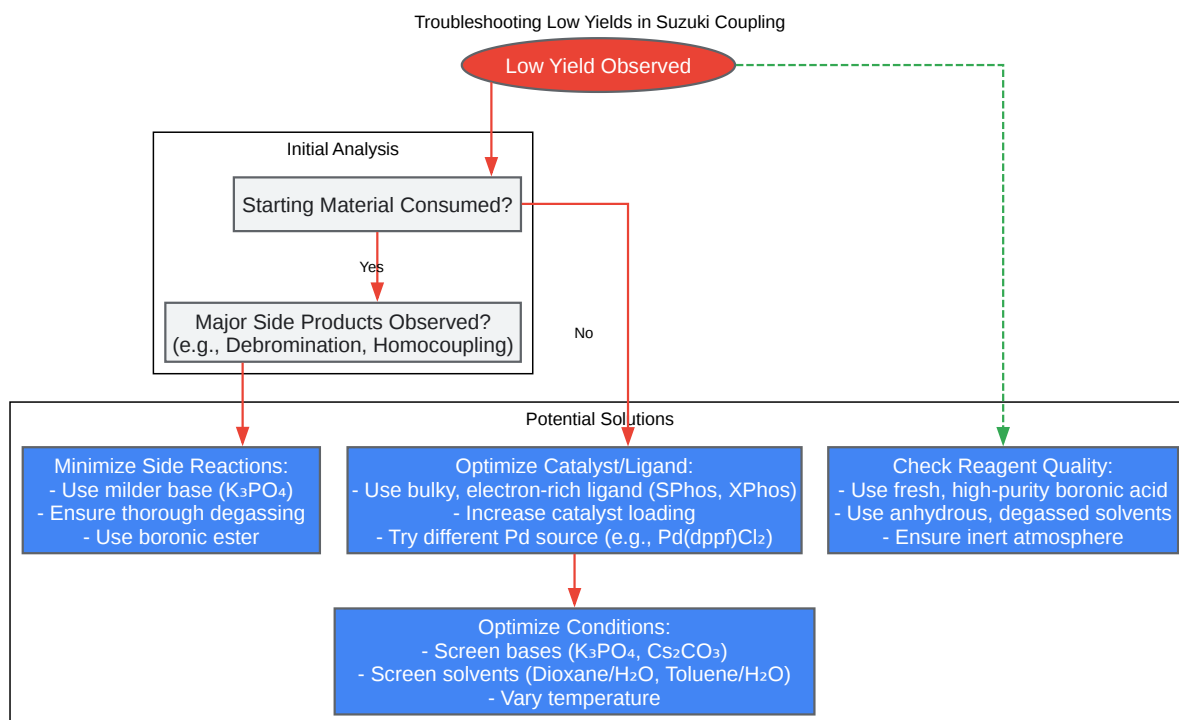 Troubleshooting Low Yields in Suzuki Coupling
Low Yield Observed
Initial Analysis
Starting Material Consumed?
Yes
Major Side Products Observed?
(e.g., Debromination, Homocoupling)
No
Potential Solutions
Minimize Side Reactions:
- Use milder base (K₃PO₄)
- Ensure thorough degassing
- Use boronic ester
Optimize Catalyst/Ligand:
- Use bulky, electron-rich ligand (SPhos, XPhos)
- Increase catalyst loading
- Try different Pd source (e.g., Pd(dppf)Cl₂)
Check Reagent Quality:
- Use fresh, high-purity boronic acid
- Use anhydrous, degassed solvents
- Ensure inert atmosphere
Optimize Conditions:
- Screen bases (K₃PO₄, Cs₂CO₃)
- Screen solvents (Dioxane/H₂O, Toluene/H₂O)
- Vary temperature